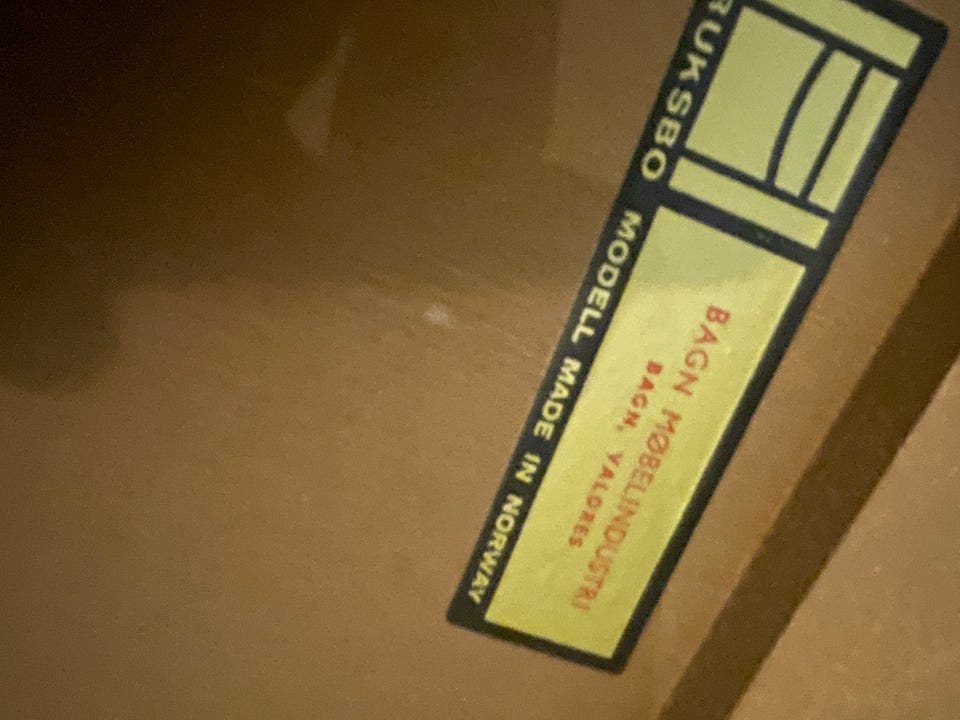 BAGN MØBELINDUSTRI
BAGN, VALDRES
RUKSBO MODELL MADE IN NORWAY